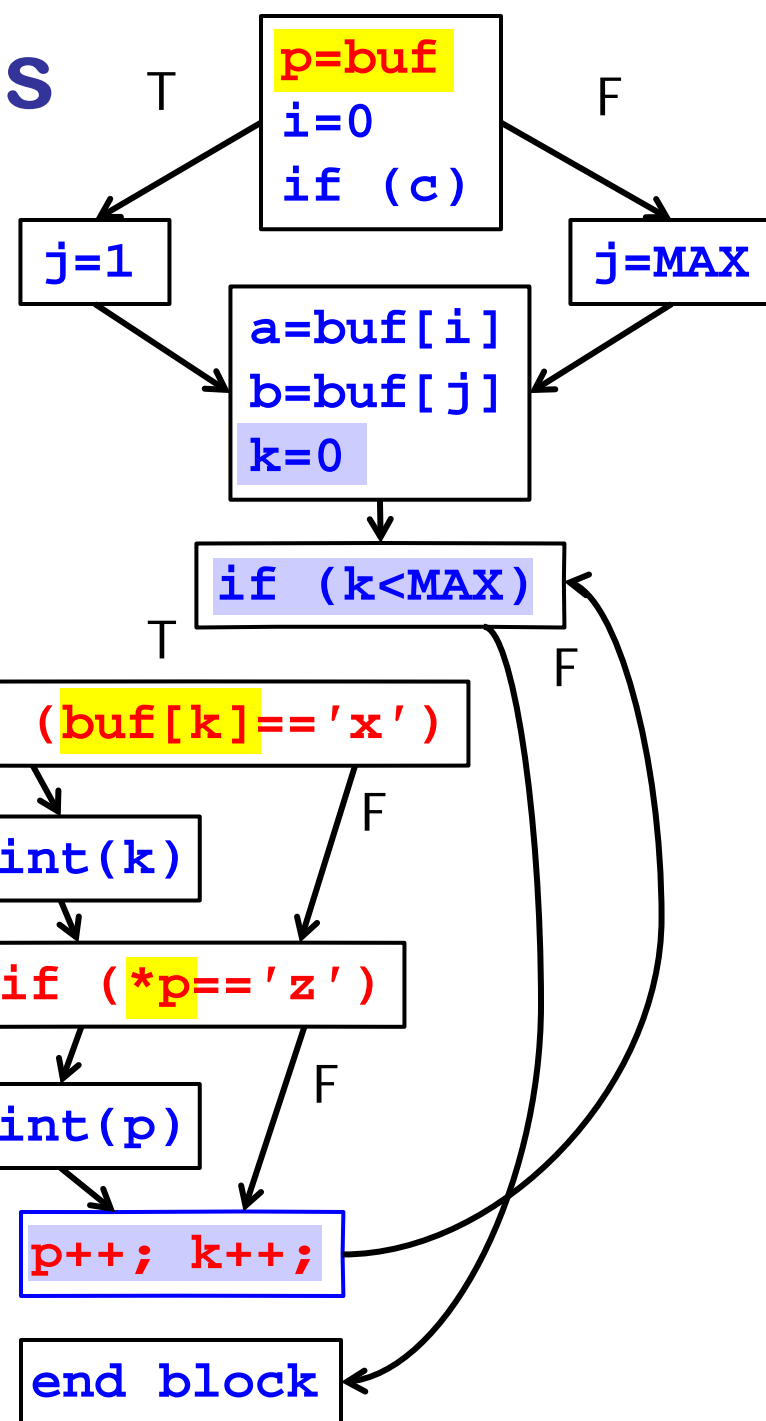 s
T
F
p=buf
i=0
if (c)
j=1
j=MAX
a=buf[i]
b=buf[j]
k=0
if (k<MAX)
T
F
(buf[k]=='x')
F
int(k)
if (*p=='z')
F
int(p)
p++; k++;
end block